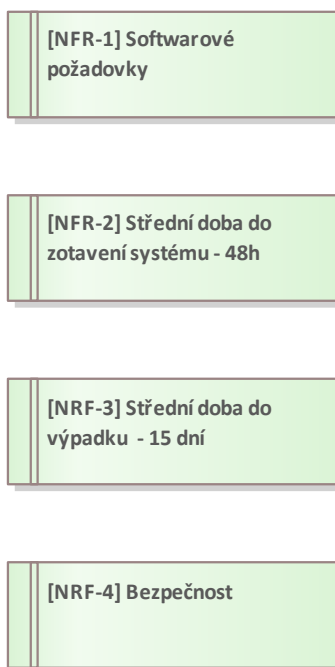 [NFR-1] Softwarové
požadovky
[NFR-2] Střední doba do
zotavení systému - 48h
[NRF-3] Střední doba do
výpadku - 15 dní
[NRF-4] Bezpečnost